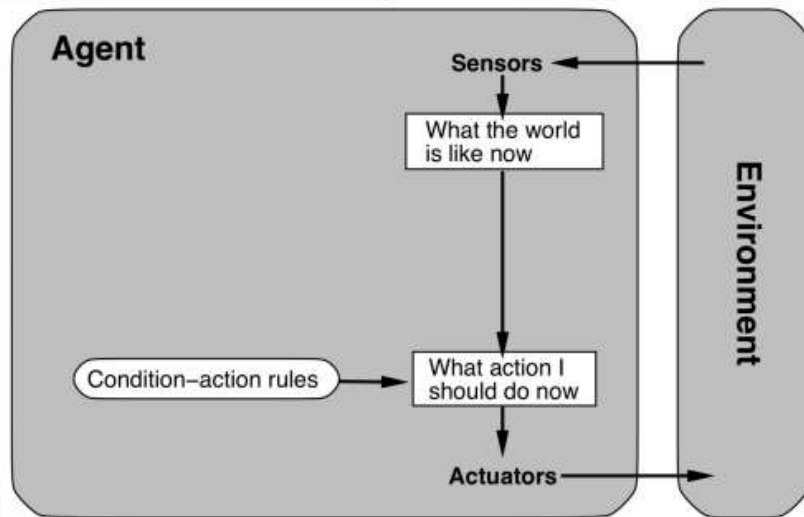 Agent
Sensors
What the world
is like now
Environment
Condition–action rules
What action I
should do now
Actuators